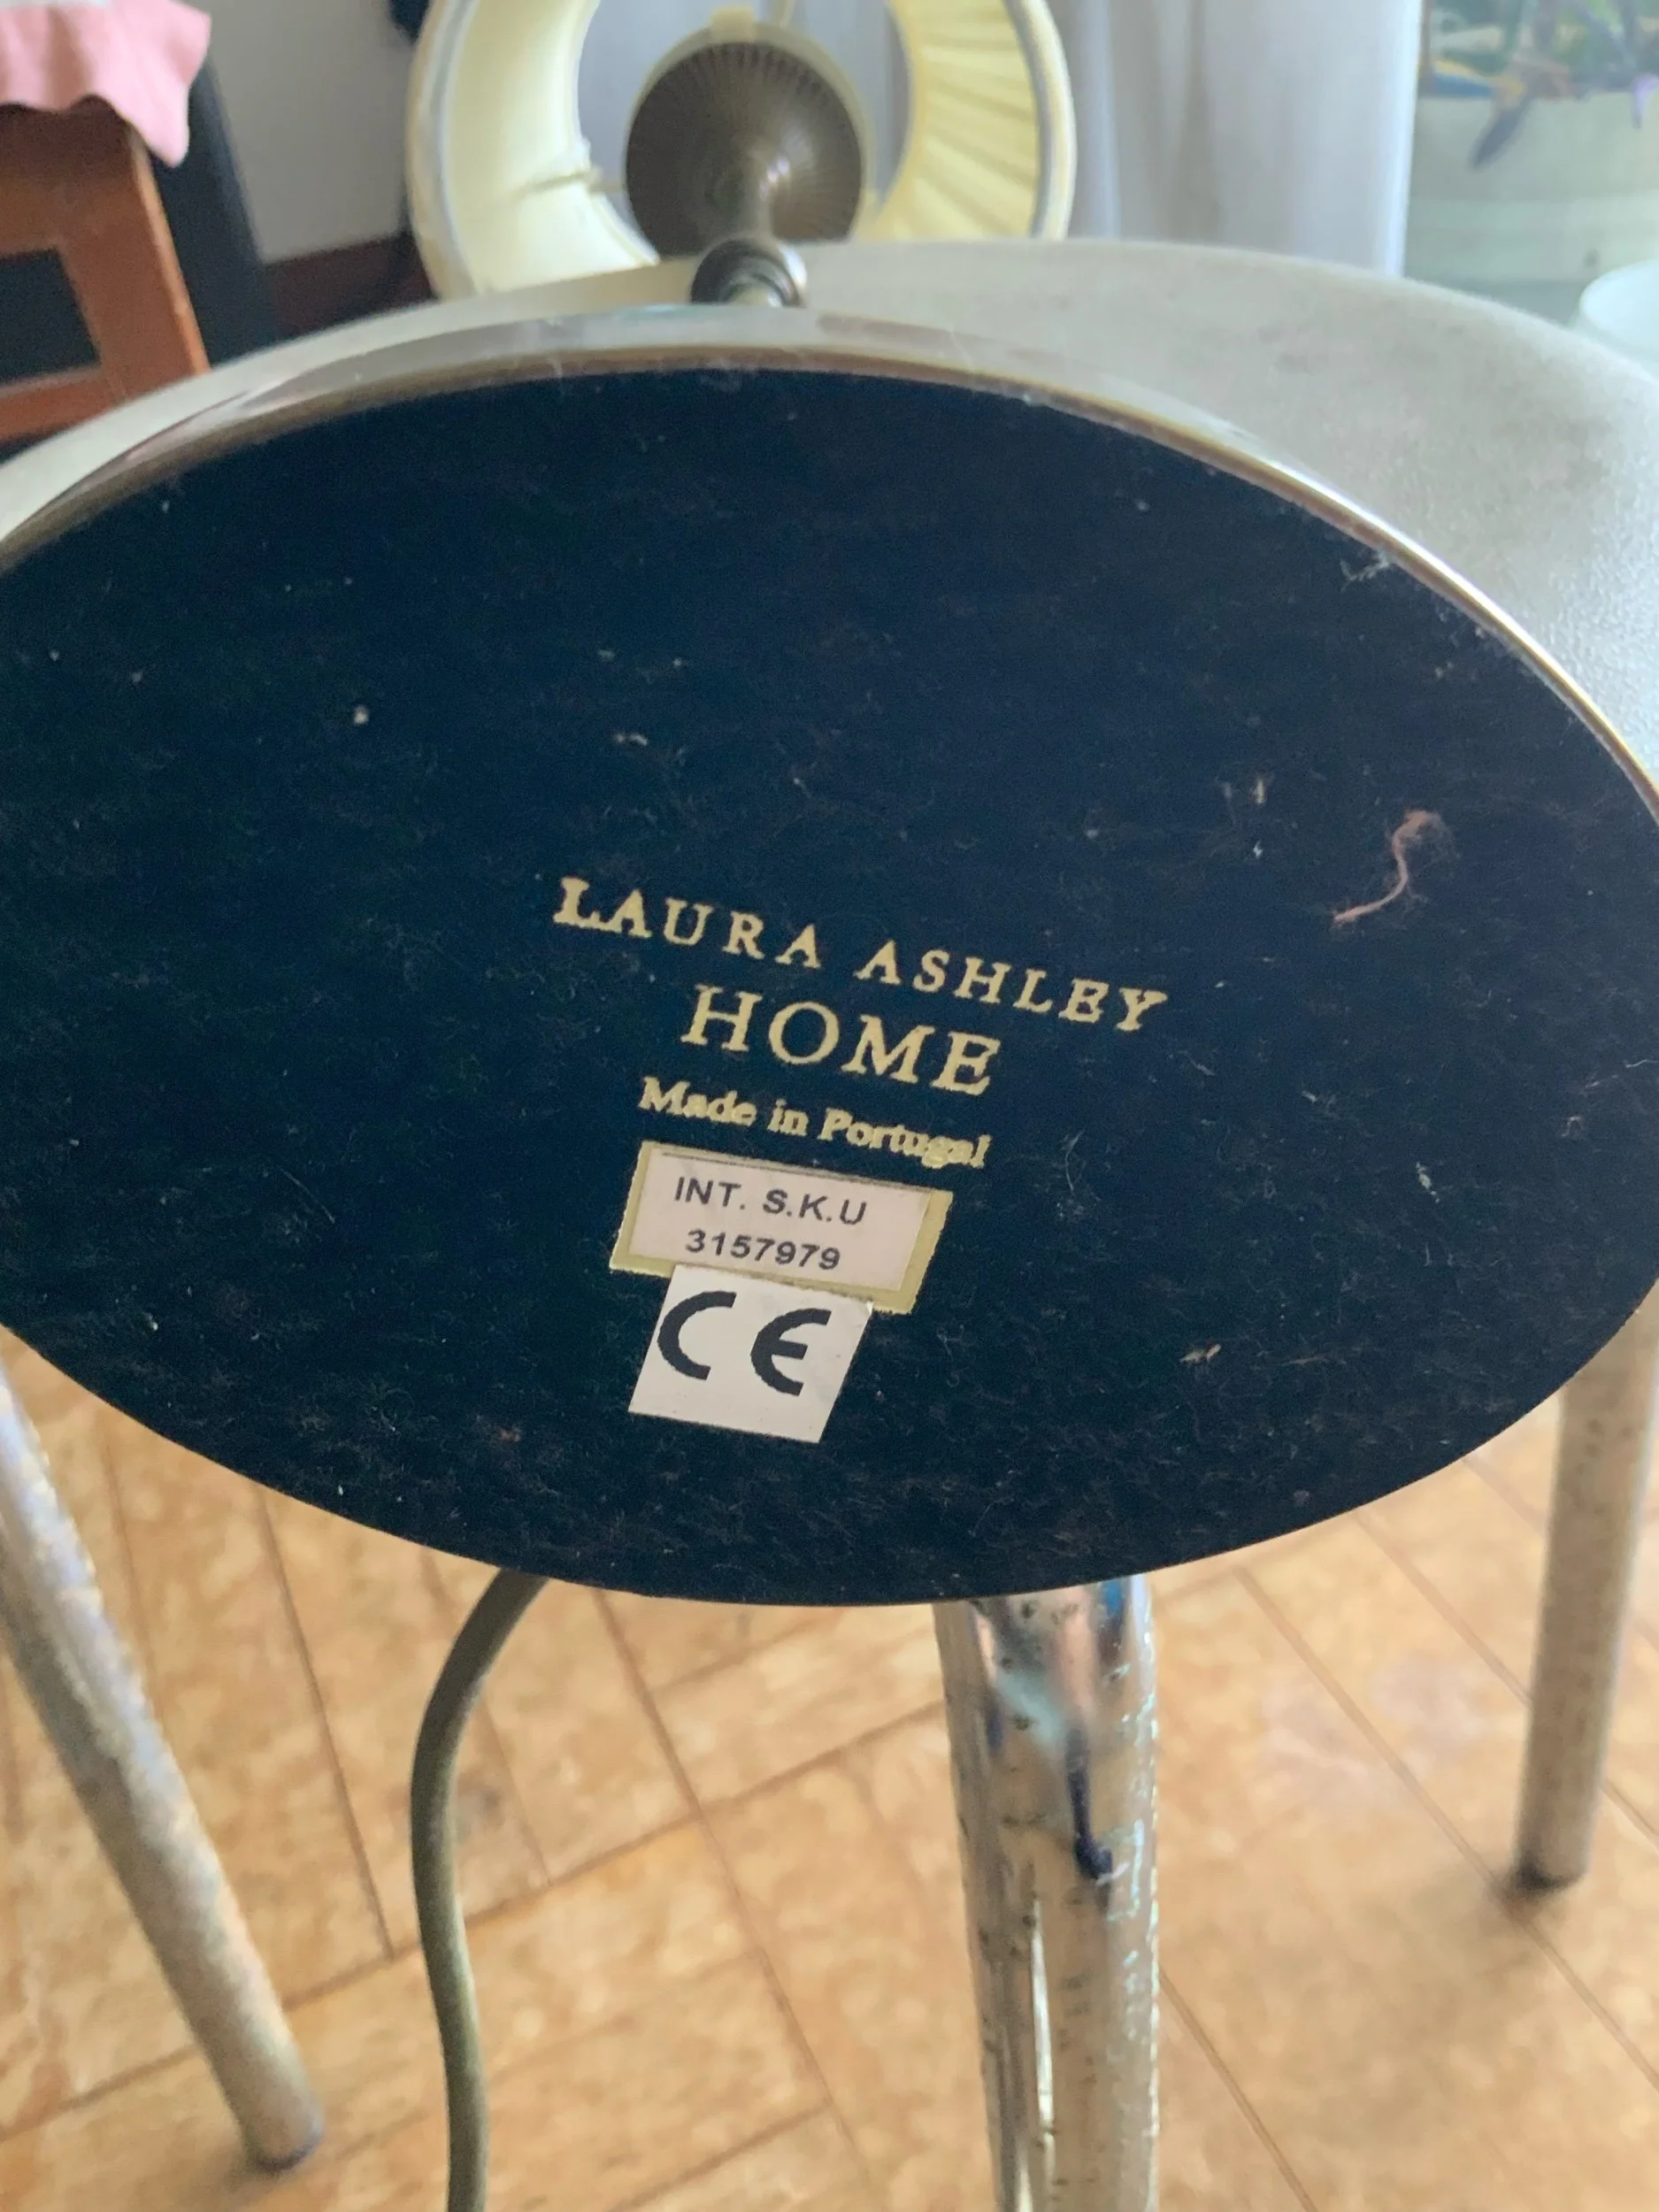 LAURA ASHLEY
HOME
Made in Portugal
INT. S.K.U
3157979
CE